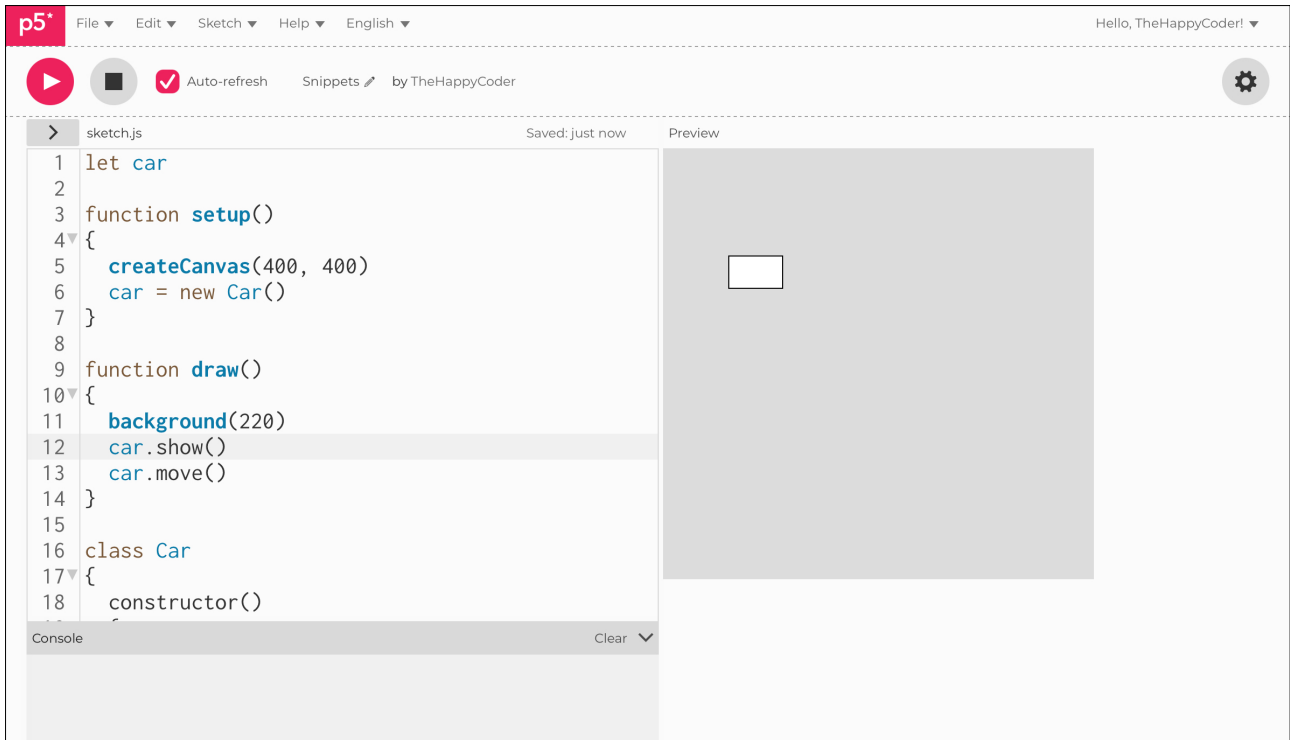 p5* File Edit Sketch Help English Hello, TheHappyCoder!
Auto-refresh Snippets by TheHappyCoder
sketch.js Saved: just now Preview
1 let car
2
3 function setup()
4 {
5 createCanvas(400, 400)
6 car = new Car()
7 }
8
9 function draw()
10 {
11 background(220)
12 car.show()
13 car.move()
14 }
15
16 class Car
17 {
18 constructor()
Console Clear